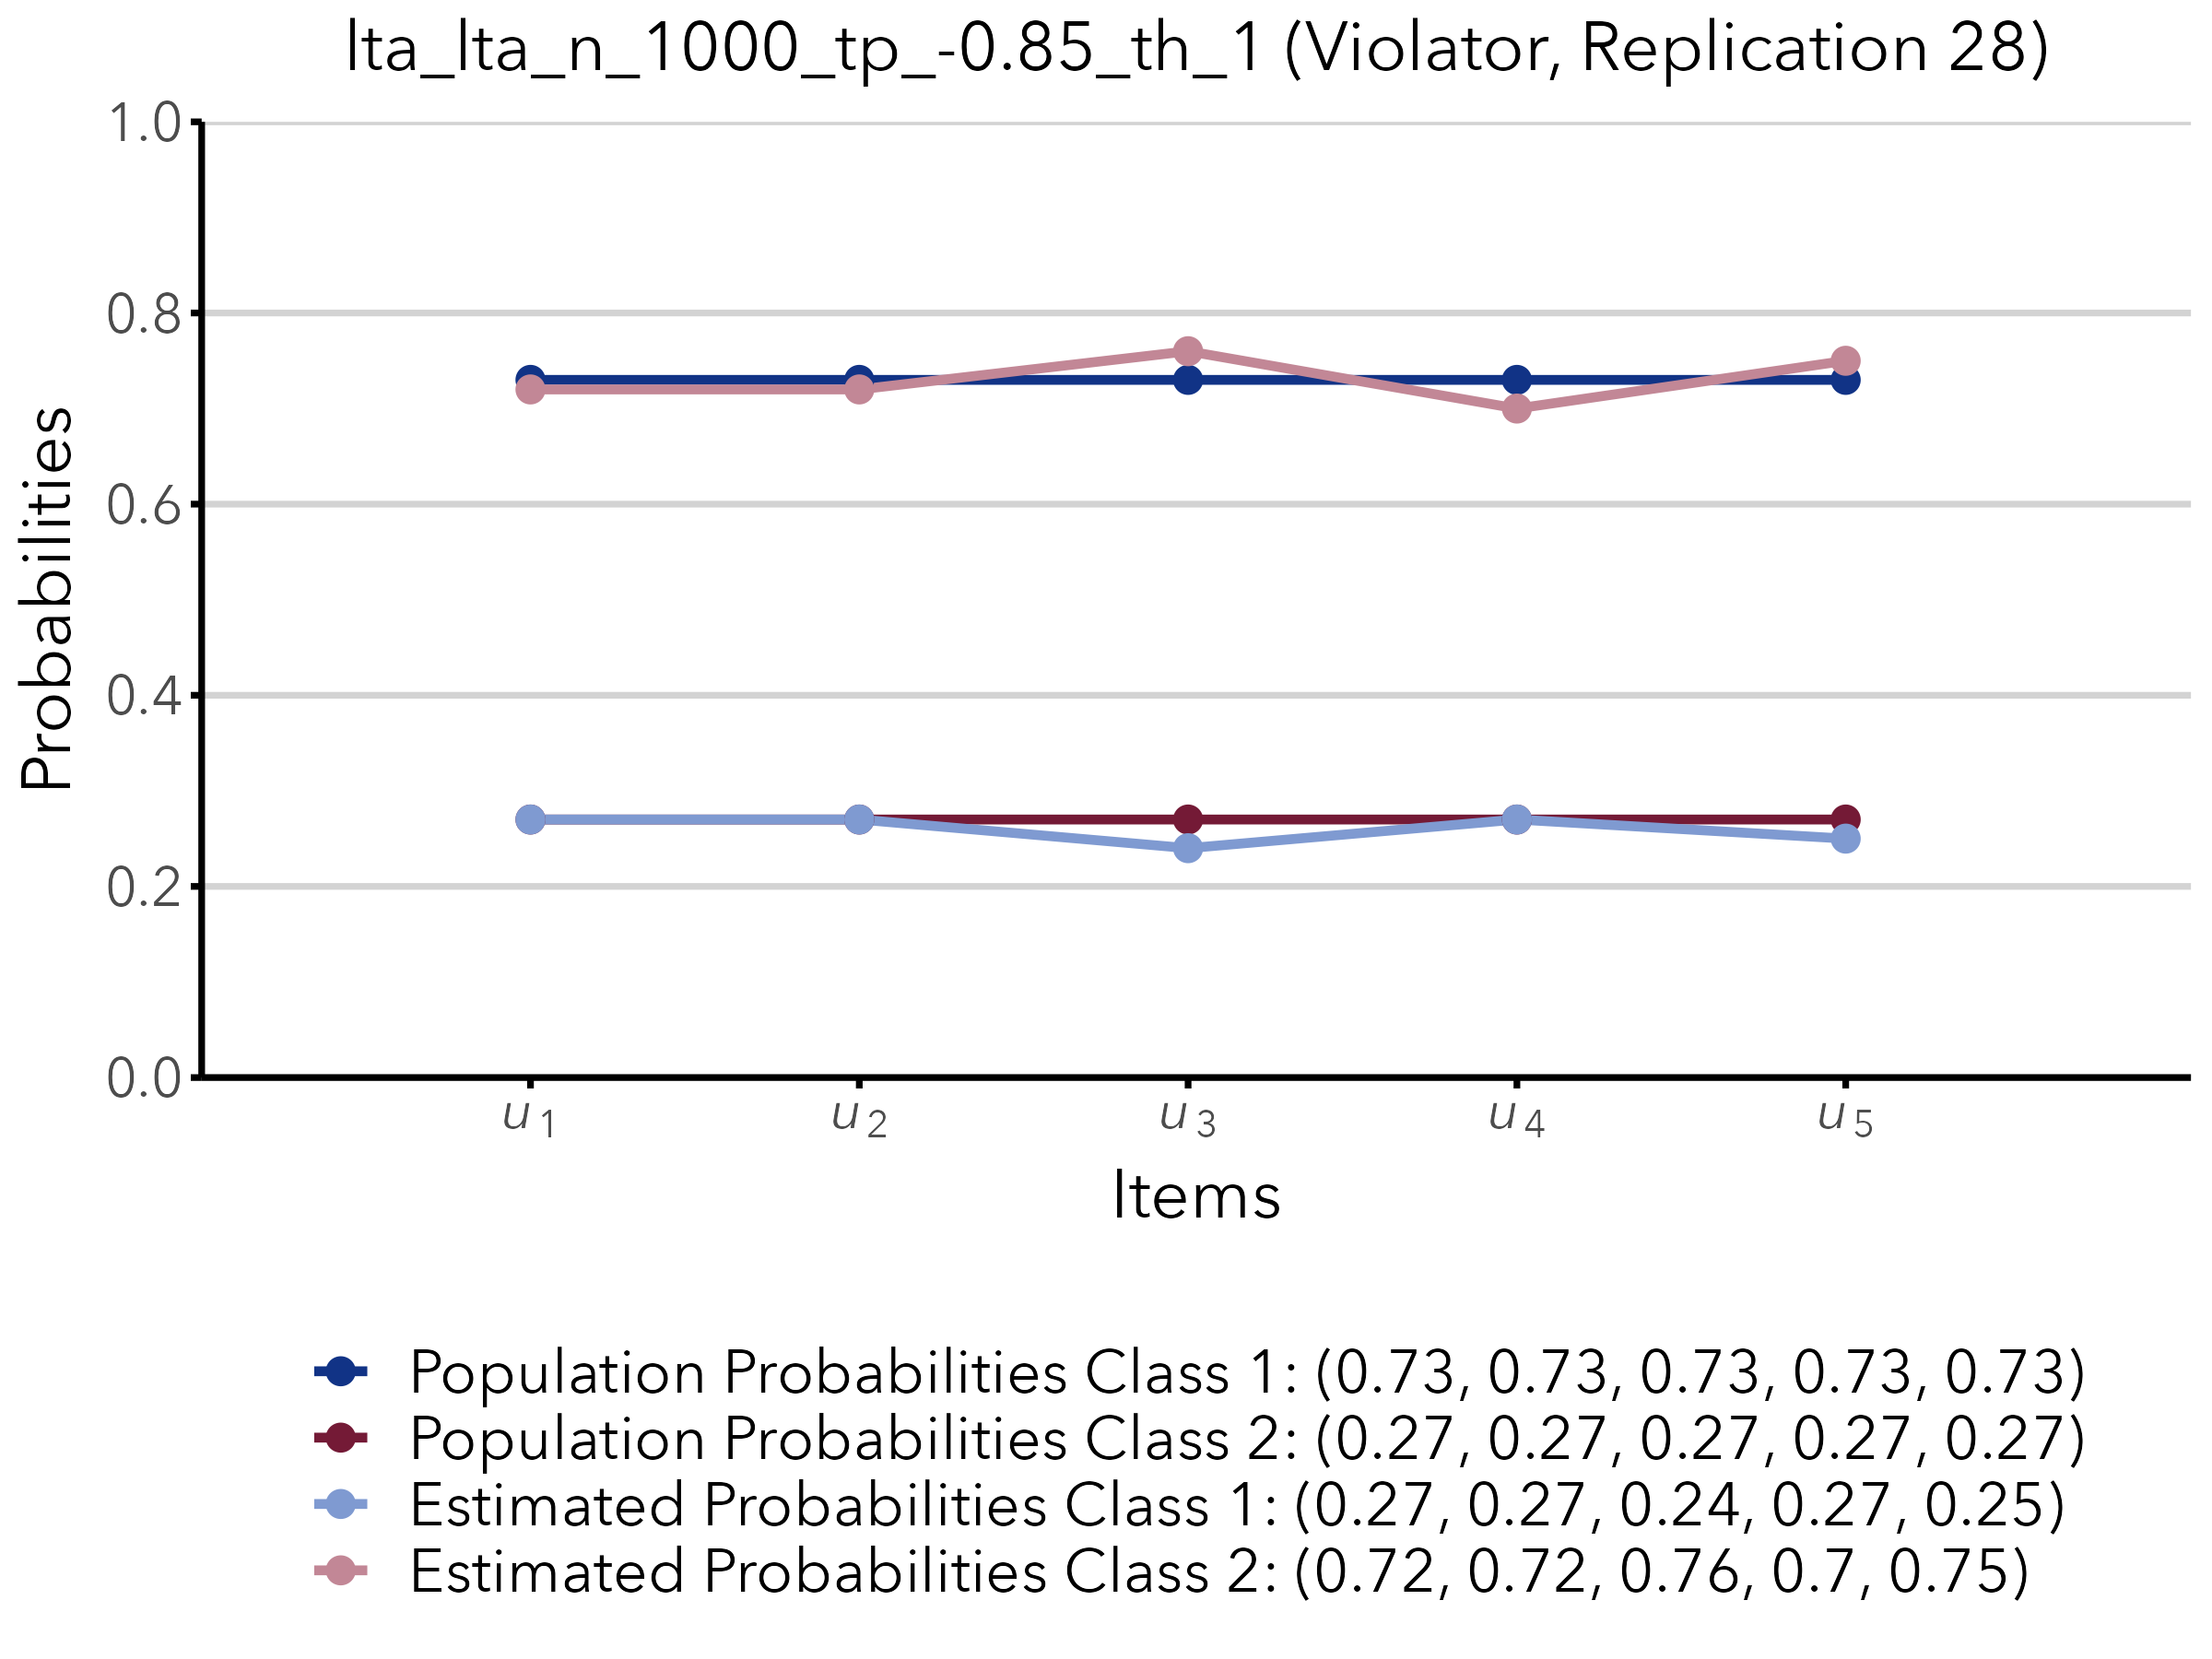 lta_lta_n_1000_tp_-0.85_th_1 (Violator, Replication 28)
1.0
0.8
0.6
0.4
0.2
0.0
Probabilities
u1 u2 u3 u4 u5
Items
Population Probabilities Class 1: (0.73, 0.73, 0.73, 0.73, 0.73)
Population Probabilities Class 2: (0.27, 0.27, 0.27, 0.27, 0.27)
Estimated Probabilities Class 1: (0.27, 0.27, 0.24, 0.27, 0.25)
Estimated Probabilities Class 2: (0.72, 0.72, 0.76, 0.7, 0.75)